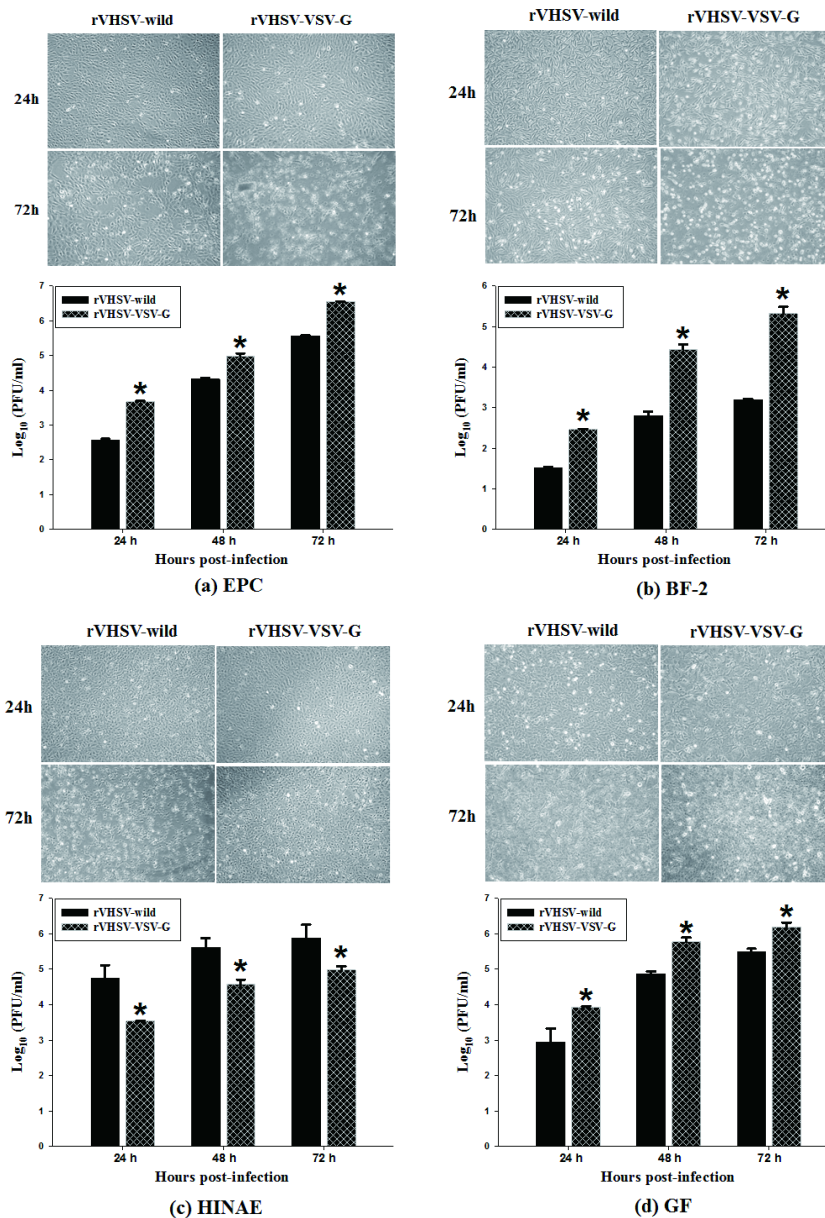 rVHSV-wild rVHSV-VSV-G
24h
72h
7
6
5
4
3
2
1
0
Log10 (PFU/ml)
rVHSV-wild
rVHSV-VSV-G
* * *
24 h 48 h 72 h
Hours post-infection
(a) EPC
rVHSV-wild rVHSV-VSV-G
24h
72h
6
5
4
3
2
1
0
Log10 (PFU/ml)
rVHSV-wild
rVHSV-VSV-G
* * *
24 h 48 h 72 h
Hours post-infection
(b) BF-2
rVHSV-wild rVHSV-VSV-G
24h
72h
7
6
5
4
3
2
1
0
Log10 (PFU/ml)
rVHSV-wild
rVHSV-VSV-G
* * *
24 h 48 h 72 h
Hours post-infection
(c) HINAE
rVHSV-wild rVHSV-VSV-G
24h
72h
7
6
5
4
3
2
1
0
Log10 (PFU/ml)
rVHSV-wild
rVHSV-VSV-G
* * *
24 h 48 h 72 h
Hours post-infection
(d) GF